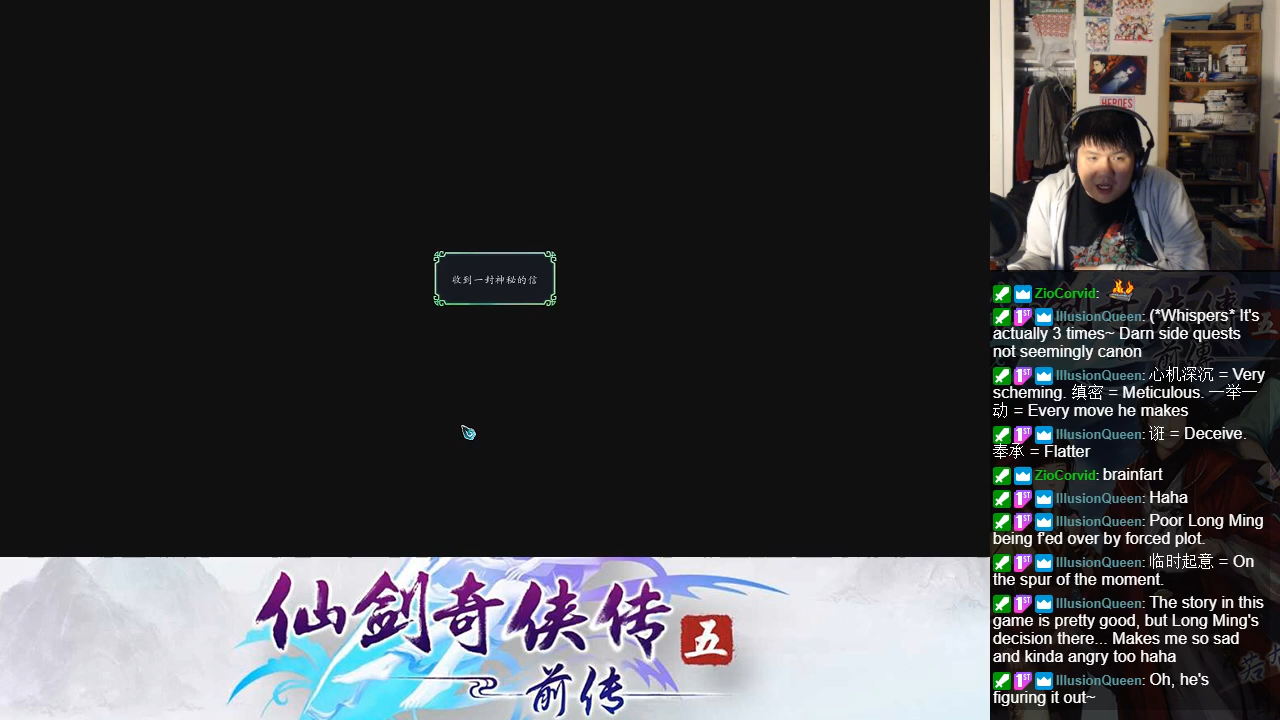 收到一封神秘的信
仙剑奇侠传
五
前传
HEROES
ZioCorvid:
IllusionQueen: (*Whispers* It's
actually 3 times~ Darn side quests
not seemingly canon
IllusionQueen: 心机深沉 = Very
scheming. 缜密 = Meticulous. 一举一
动 = Every move he makes
IllusionQueen: 诳 = Deceive.
奉承 = Flatter
ZioCorvid: brainfart
IllusionQueen: Haha
IllusionQueen: Poor Long Ming
being f'ed over by forced plot.
IllusionQueen: 临时起意 = On
the spur of the moment.
IllusionQueen: The story in this
game is pretty good, but Long Ming's
decision there... Makes me so sad
and kinda angry too haha
IllusionQueen: Oh, he's
figuring it out~